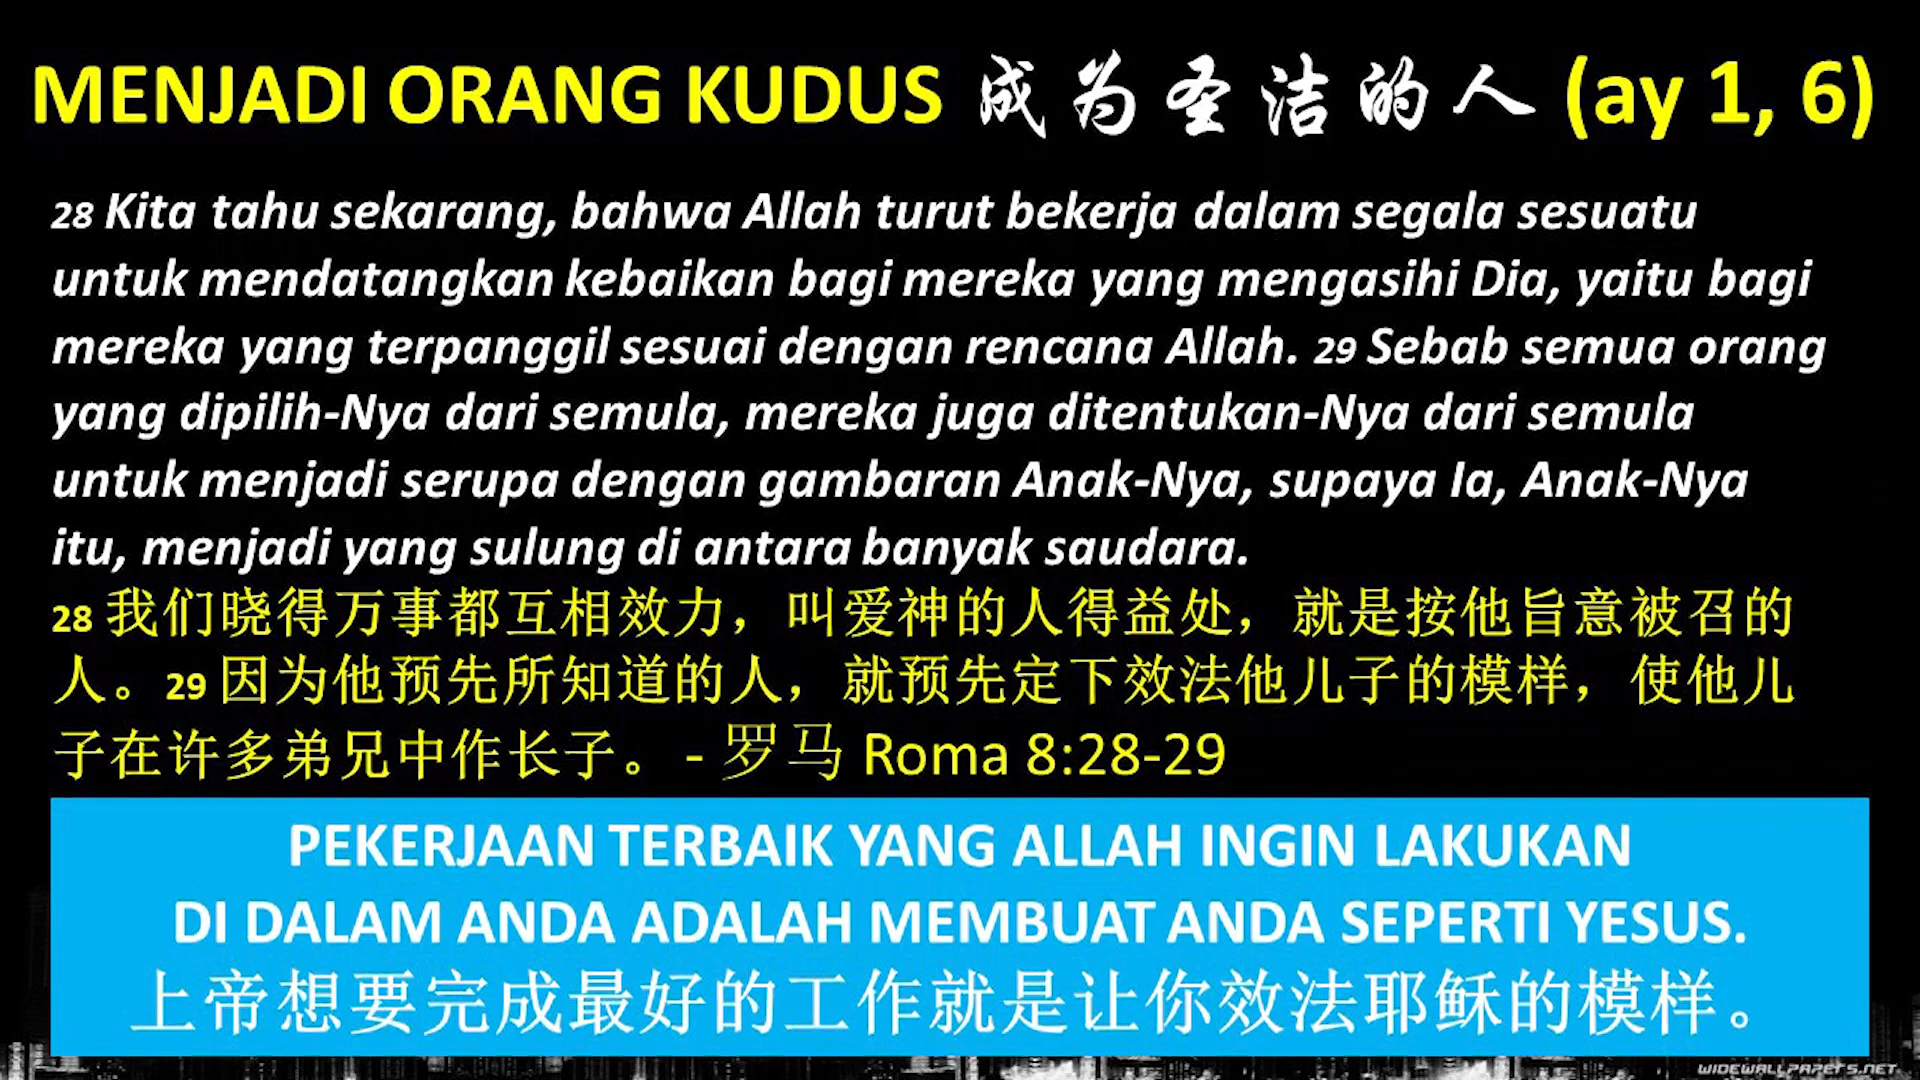 MENJADI ORANG KUDUS 成为圣洁的人 (ay 1, 6)
28 Kita tahu sekarang, bahwa Allah turut bekerja dalam segala sesuatu
untuk mendatangkan kebaikan bagi mereka yang mengasihi Dia, yaitu bagi
mereka yang terpanggil sesuai dengan rencana Allah. 29 Sebab semua orang
yang dipilih-Nya dari semula, mereka juga ditentukan-Nya dari semula
untuk menjadi serupa dengan gambaran Anak-Nya, supaya Ia, Anak-Nya
itu, menjadi yang sulung di antara banyak saudara.
28 我们晓得万事都互相效力，叫爱神的人得益处，就是按他旨意被召的
人。29 因为他预先所知道的人，就预先定下效法他儿子的模样，使他儿
子在许多弟兄中作长子。 - 罗马 Roma 8:28-29
PEKERJAAN TERBAIK YANG ALLAH INGIN LAKUKAN
DI DALAM ANDA ADALAH MEMBUAT ANDA SEPERTI YESUS.
上帝想要完成最好的工作就是让你效法耶稣的模样。
WIDEWALLPAPERS.NET